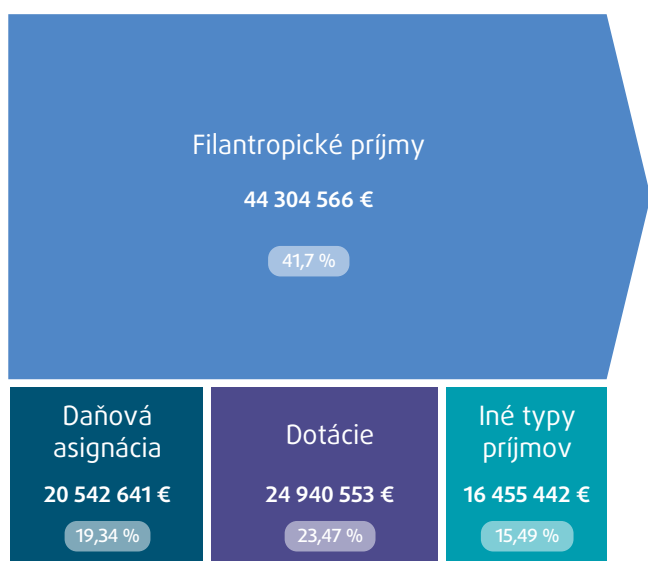 Filantropické príjmy
44 304 566 €
41,7 %
Daňová
asignácia
20 542 641 €
19,34 %
Dotácie
24 940 553 €
23,47 %
Iné typy
príjmov
16 455 442 €
15,49 %